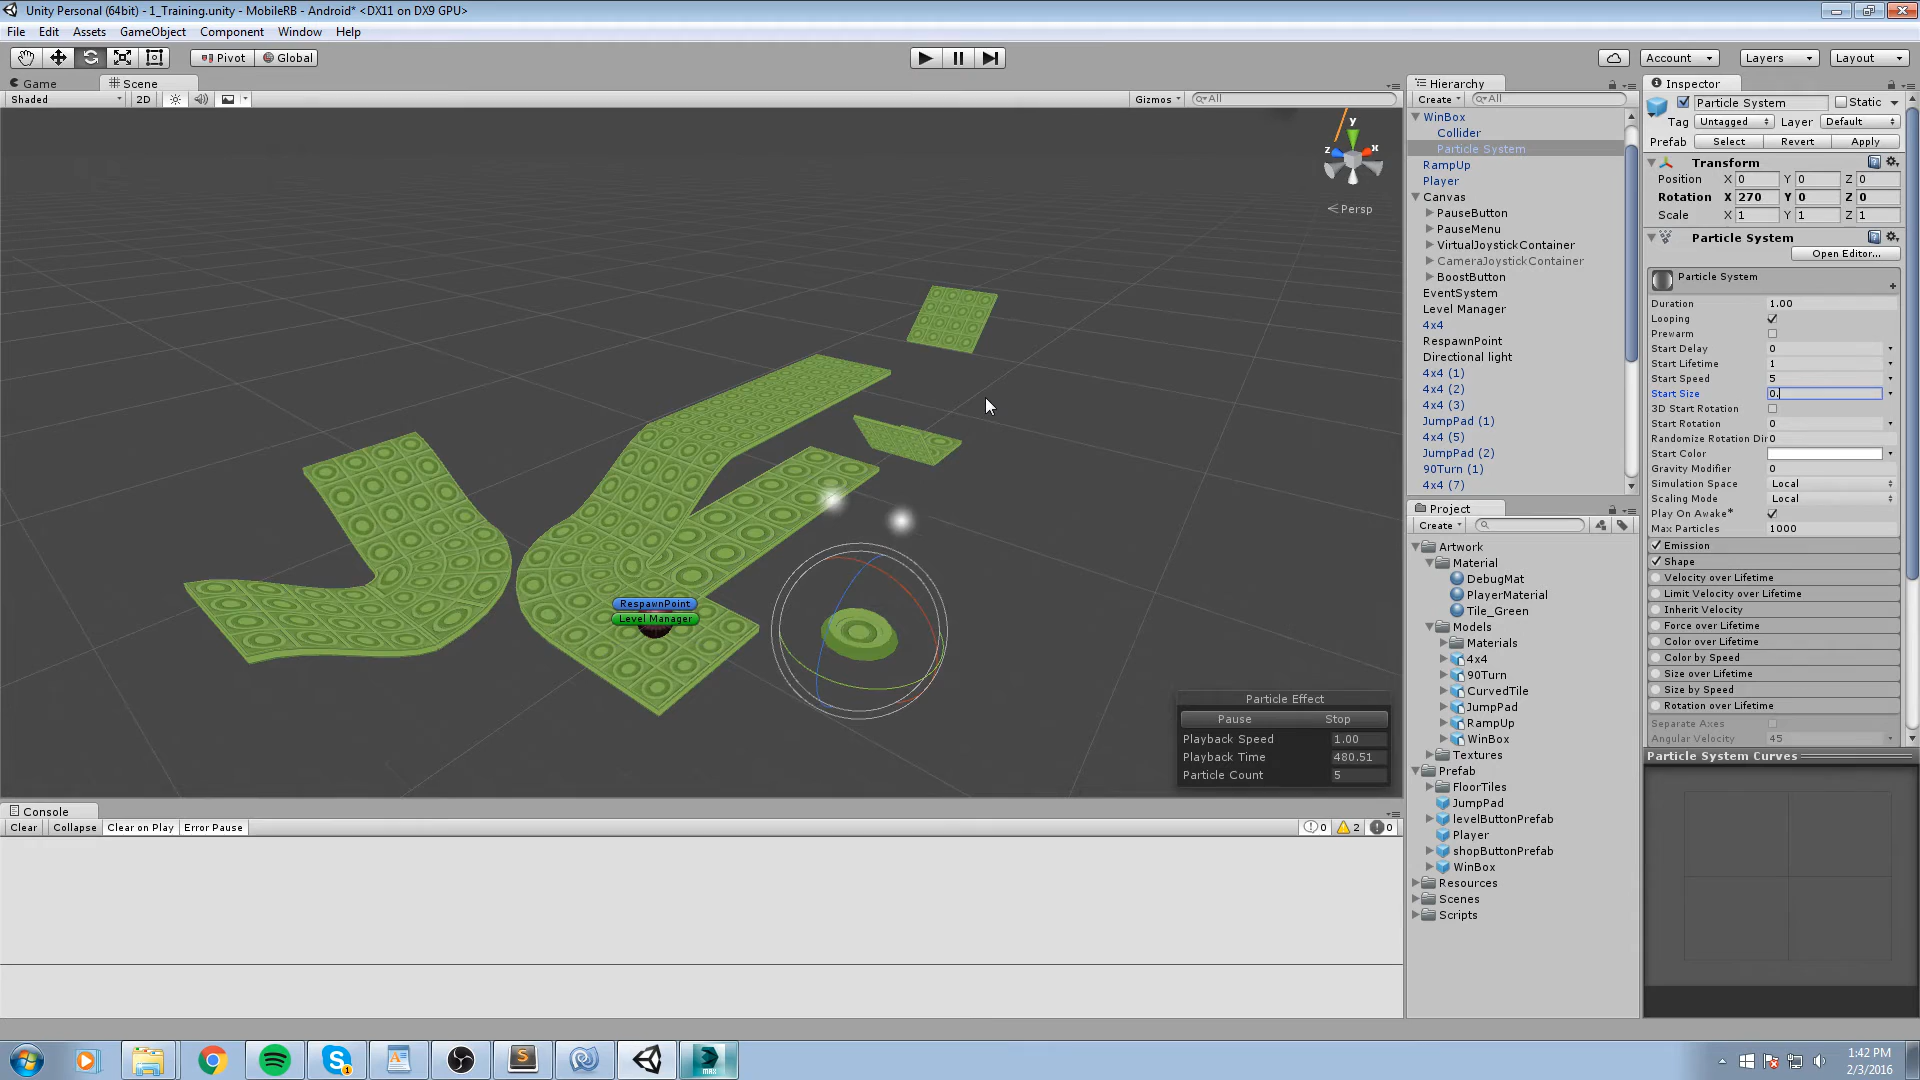 Unity Personal (64bit) - 1_Training.unity - MobileRB - Android* <DX11 on DX9 GPU>
File Edit Assets GameObject Component Window Help
Pivot Global Account Layers Layout
Game Scene
Shaded 2D Gizmos All
y
z x
Persp
RespawnPoint
Level Manager
Particle Effect
Pause Stop
Playback Speed 1.00
Playback Time 480.51
Particle Count 5
Console
Clear Collapse Clear on Play Error Pause 0 2 0
Hierarchy
Create All
WinBox
Collider
Particle System
RampUp
Player
Canvas
PauseButton
PauseMenu
VirtualJoystickContainer
CameraJoystickContainer
BoostButton
EventSystem
Level Manager
4x4
RespawnPoint
Directional light
4x4 (1)
4x4 (2)
4x4 (3)
JumpPad (1)
4x4 (5)
JumpPad (2)
90Turn (1)
4x4 (7)
Project
Create
Artwork
Material
DebugMat
PlayerMaterial
Tile_Green
Models
Materials
4x4
90Turn
CurvedTile
JumpPad
RampUp
WinBox
Textures
Prefab
FloorTiles
JumpPad
levelButtonPrefab
Player
shopButtonPrefab
WinBox
Resources
Scenes
Scripts
Inspector
Particle System Static
Tag Untagged Layer Default
Prefab Select Revert Apply
Transform
Position X 0 Y 0 Z 0
Rotation X 270 Y 0 Z 0
Scale X 1 Y 1 Z 1
Particle System
Open Editor...
Particle System
Duration 1.00
Looping
Prewarm
Start Delay 0
Start Lifetime 1
Start Speed 5
Start Size 0.
3D Start Rotation
Start Rotation 0
Randomize Rotation Dir 0
Start Color
Gravity Modifier 0
Simulation Space Local
Scaling Mode Local
Play On Awake*
Max Particles 1000
Emission
Shape
Velocity over Lifetime
Limit Velocity over Lifetime
Inherit Velocity
Force over Lifetime
Color over Lifetime
Color by Speed
Size over Lifetime
Size by Speed
Rotation over Lifetime
Separate Axes
Angular Velocity 45
Particle System Curves
1
S
MAX
1:42 PM
2/3/2016